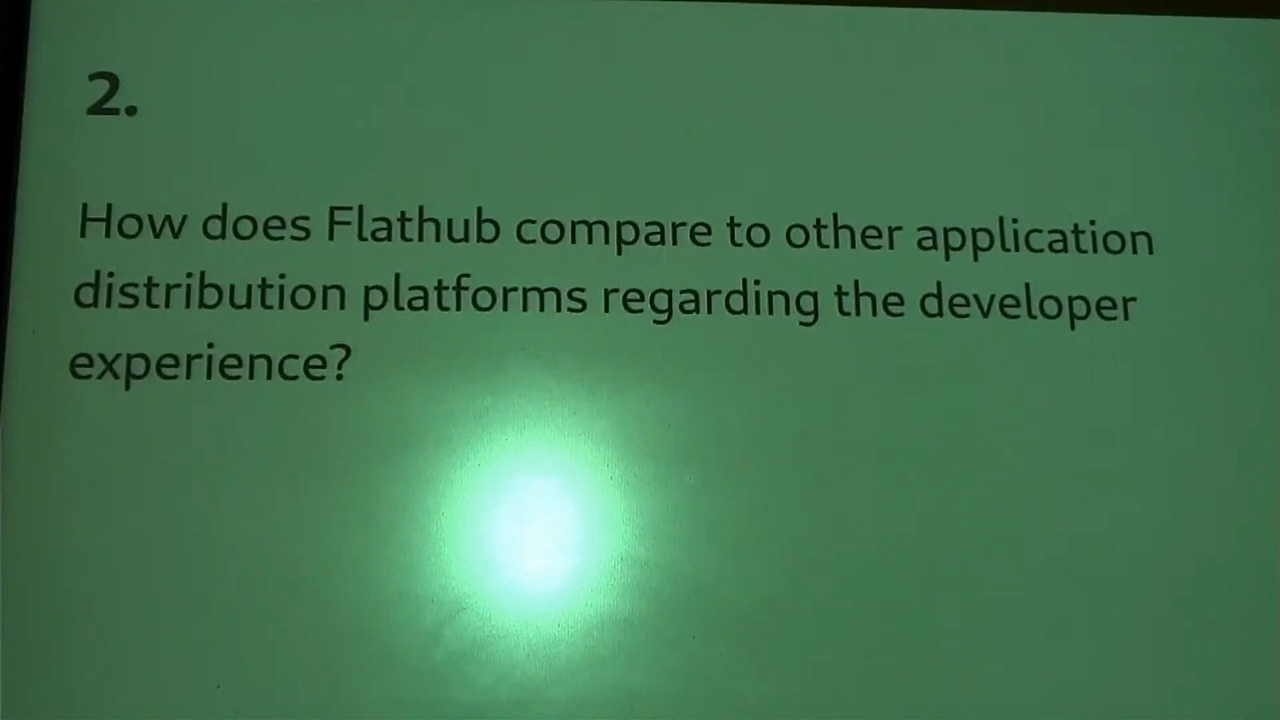 2.
How does Flathub compare to other application
distribution platforms regarding the developer
experience?